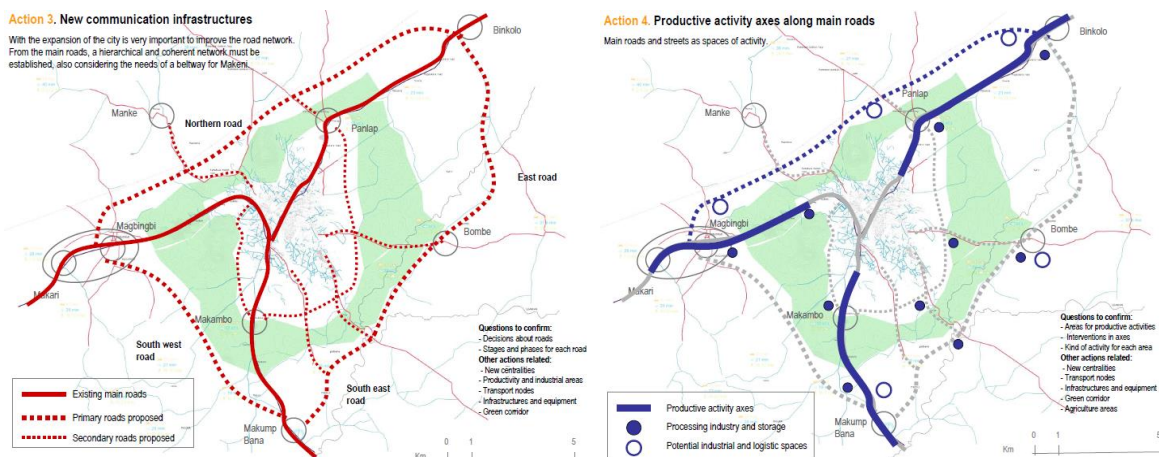 Action 3. New communication infrastructures
With the expansion of the city is very important to improve the road network.
From the main roads, a hierarchical and coherent network must be
established, also considering the needs of a beltway for Makeni.
Binkolo
Manke
Northern road
Panlap
East road
Magbingbi
Bombe
Makari
Makambo
South west
road
South east
road
Makump
Bana
Questions to confirm:
- Decisions about roads
- Stages and phases for each road
Other actions related:
- New centralities
- Productivity and industrial areas
- Transport nodes
- Infrastructures and equipment
- Green corridor
Existing main roads
Primary roads proposed
Secondary roads proposed
0 1 5
Km
Action 4. Productive activity axes along main roads
Main roads and streets as spaces of activity.
Binkolo
Manke
Panlap
Magbingbi
Bombe
Makari
Makambo
Makump
Bana
Questions to confirm:
- Areas for productive activities
- Interventions in axes
- Kind of activity for each area
Other actions related:
- New centralities
- Transport nodes
- Infrastructures and equipment
- Green corridor
- Agriculture areas
Productive activity axes
Processing industry and storage
Potential industrial and logistic spaces
0 1 5
Km